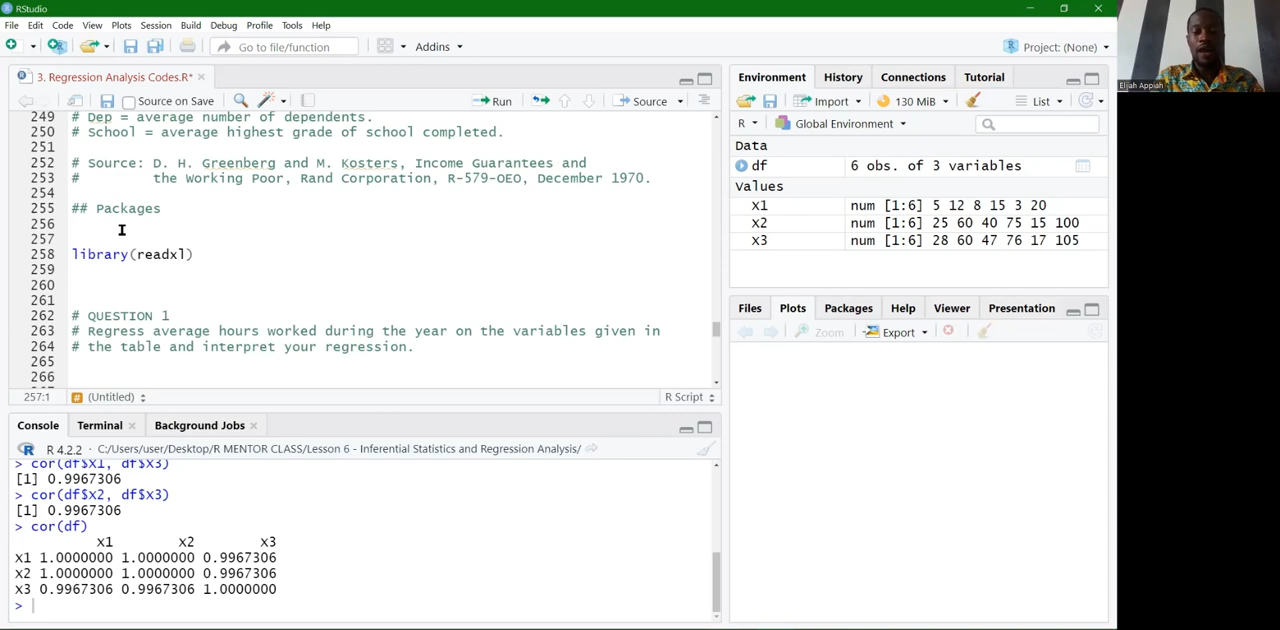 RStudio
File Edit Code View Plots Session Build Debug Profile Tools Help
Go to file/function Addins Project: (None)
3. Regression Analysis Codes.R*
Source on Save Run Source
249 # Dep = average number of dependents.
250 # School = average highest grade of school completed.
251
252 # Source: D. H. Greenberg and M. Kosters, Income Guarantees and
253 # the Working Poor, Rand Corporation, R-579-OEO, December 1970.
254
255 ## Packages
256
257
258 library(readxl)
259
260
261
262 # QUESTION 1
263 # Regress average hours worked during the year on the variables given in
264 # the table and interpret your regression.
265
266
257:1 # (Untitled) R Script
Console Terminal Background Jobs
R 4.2.2 · C:/Users/user/Desktop/R MENTOR CLASS/Lesson 6 - Inferential Statistics and Regression Analysis/
> cor(df$x1, df$x3)
[1] 0.9967306
> cor(df$x2, df$x3)
[1] 0.9967306
> cor(df)
x1 x2 x3
x1 1.0000000 1.0000000 0.9967306
x2 1.0000000 1.0000000 0.9967306
x3 0.9967306 0.9967306 1.0000000
>
Environment History Connections Tutorial
Import 130 MiB List
R Global Environment
Data
df 6 obs. of 3 variables
Values
x1 num [1:6] 5 12 8 15 3 20
x2 num [1:6] 25 60 40 75 15 100
x3 num [1:6] 28 60 47 76 17 105
Files Plots Packages Help Viewer Presentation
Zoom Export
Elijah Appiah